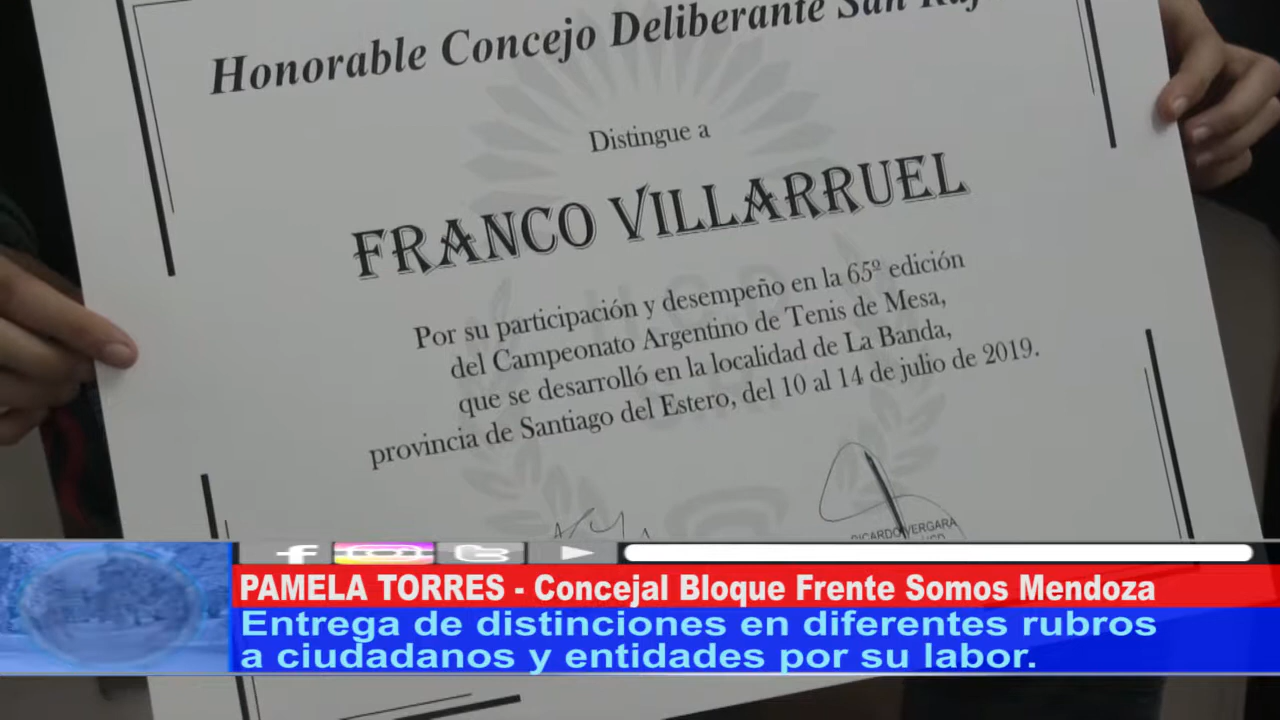 Honorable Concejo Deliberante San
Distingue a
FRANCO VILLARRUEL
Por su participación y desempeño en la 65º edición
del Campeonato Argentino de Tenis de Mesa,
que se desarrolló en la localidad de La Banda,
provincia de Santiago del Estero, del 10 al 14 de julio de 2019.
RICARDO VERGARA
PAMELA TORRES - Concejal Bloque Frente Somos Mendoza
Entrega de distinciones en diferentes rubros
a ciudadanos y entidades por su labor.